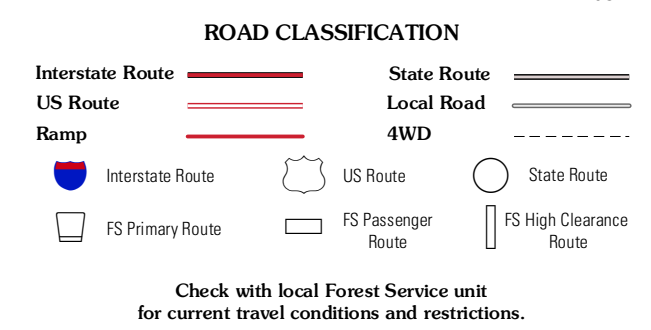 ROAD CLASSIFICATION
Interstate Route
State Route
US Route
Local Road
Ramp
4WD
Interstate Route
US Route
State Route
FS Primary Route
FS Passenger
Route
FS High Clearance
Route
Check with local Forest Service unit
for current travel conditions and restrictions.